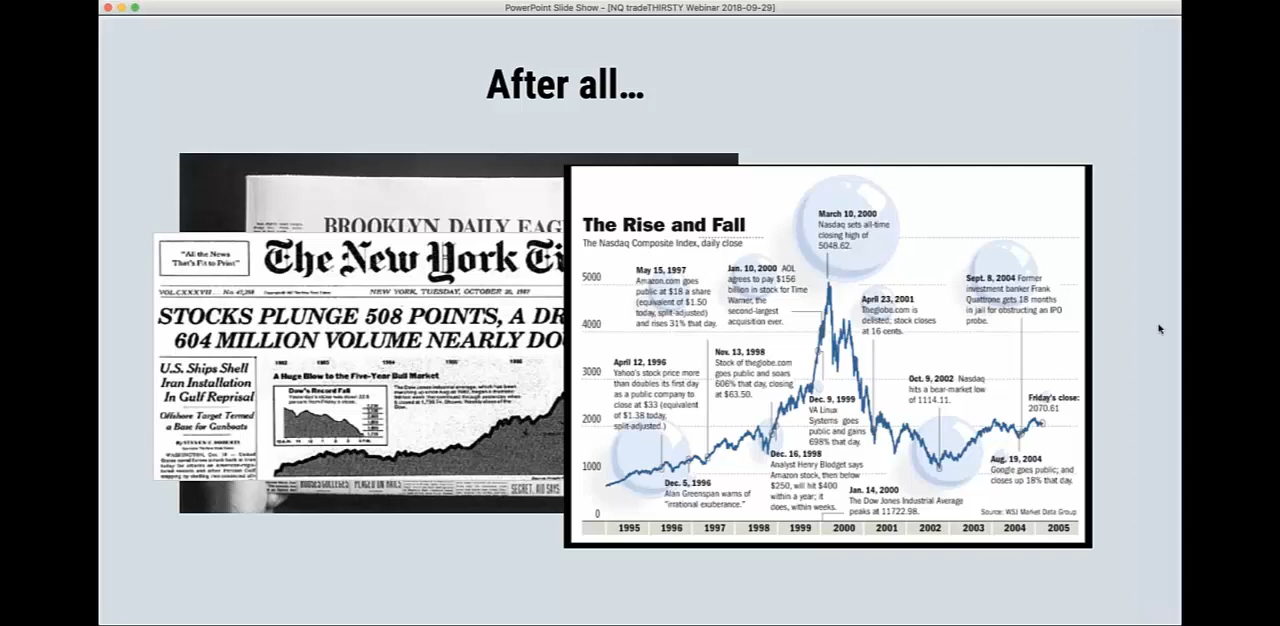 PowerPoint Slide Show - [NQ tradeTHIRSTY Webinar 2018-09-29]
After all...
BROOKLYN DAILY EAG
"All the News
That's Fit to Print"
The New York Ti
VOL.CXXXVII
NEW YORK, TUESDAY, OCTOBER 20, 1987
STOCKS PLUNGE 508 POINTS, A DR
604 MILLION VOLUME NEARLY DO
U.S. Ships Shell
Iran Installation
In Gulf Reprisal
Offshore Target Termed
a Base for Gunboats
A Huge Blow to the Five-Year Bull Market
Dow's Record Fall
The Rise and Fall
The Nasdaq Composite Index, daily close
March 10, 2000
Nasdaq sets all-time
closing high of
5048.62.
May 15, 1997
Amazon.com goes
public at $18 a share
(equivalent of $1.50
today, split-adjusted)
and rises 31% that day.
Jan. 10, 2000 AOL
agrees to pay $156
billion in stock for Time
Warner, the
second-largest
acquisition ever.
April 23, 2001
Theglobe.com is
delisted; stock closes
at 16 cents.
Sept. 8, 2004 Former
investment banker Frank
Quattrone gets 18 months
in jail for obstructing an IPO
probe.
April 12, 1996
Yahoo's stock price more
than doubles its first day
as a public company to
close at $33 (equivalent
of $1.38 today,
split-adjusted.)
Nov. 13, 1998
Stock of theglobe.com
goes public and soars
606% that day, closing
at $63.50.
Dec. 9, 1999
VA Linux
Systems goes
public and gains
698% that day.
Oct. 9, 2002 Nasdaq
hits a bear-market low
of 1114.11.
Friday's close:
2070.61
Dec. 5, 1996
Alan Greenspan warns of
"irrational exuberance."
Dec. 16, 1998
Analyst Henry Blodget says
Amazon stock, then below
$250, will hit $400
within a year; it
does, within weeks.
Jan. 14, 2000
The Dow Jones Industrial Average
peaks at 11722.98.
Aug. 19, 2004
Google goes public; and
closes up 18% that day.
Source: WSJ Market Data Group
5000
4000
3000
2000
1000
0
1995 1996 1997 1998 1999 2000 2001 2002 2003 2004 2005